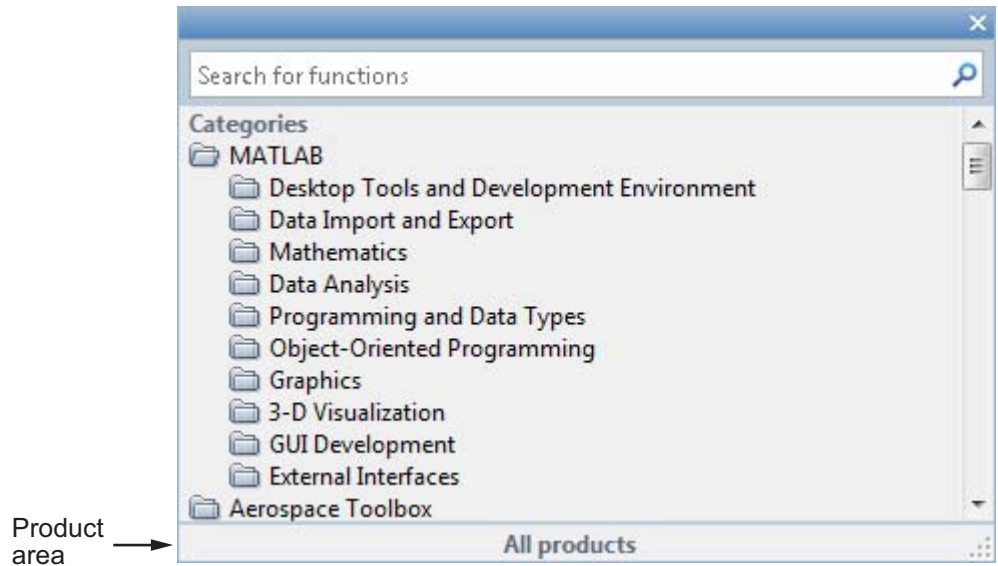 Search for functions
Categories
MATLAB
Desktop Tools and Development Environment
Data Import and Export
Mathematics
Data Analysis
Programming and Data Types
Object-Oriented Programming
Graphics
3-D Visualization
GUI Development
External Interfaces
Aerospace Toolbox
Product
area
All products